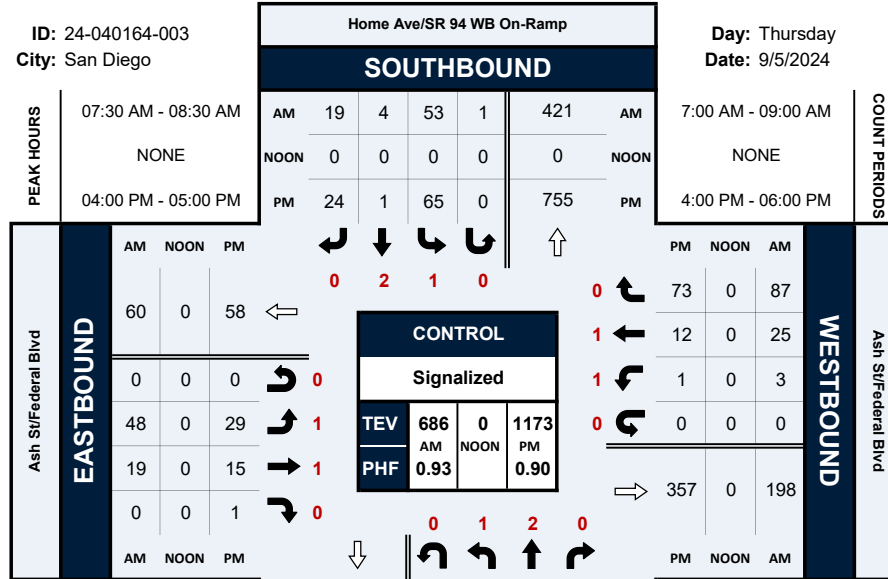 ID: 24-040164-003
City: San Diego
Home Ave/SR 94 WB On-Ramp
SOUTHBOUND
Day: Thursday
Date: 9/5/2024
PEAK HOURS
07:30 AM - 08:30 AM
NONE
04:00 PM - 05:00 PM
AM 19 4 53 1 421 AM
NOON 0 0 0 0 0 NOON
PM 24 1 65 0 755 PM
7:00 AM - 09:00 AM
NONE
4:00 PM - 06:00 PM
COUNT PERIODS
0 2 1 0
Ash St/Federal Blvd
EASTBOUND
AM NOON PM
60 0 58
0 0 0 0
48 0 29 1
19 0 15 1
0 0 1 0
AM NOON PM
CONTROL
Signalized
TEV 686 0 1173
AM NOON PM
PHF 0.93 0.90
PM NOON AM
0 73 0 87
1 12 0 25
1 1 0 3
0 0 0 0
357 0 198
PM NOON AM
WESTBOUND
Ash St/Federal Blvd
0 1 2 0